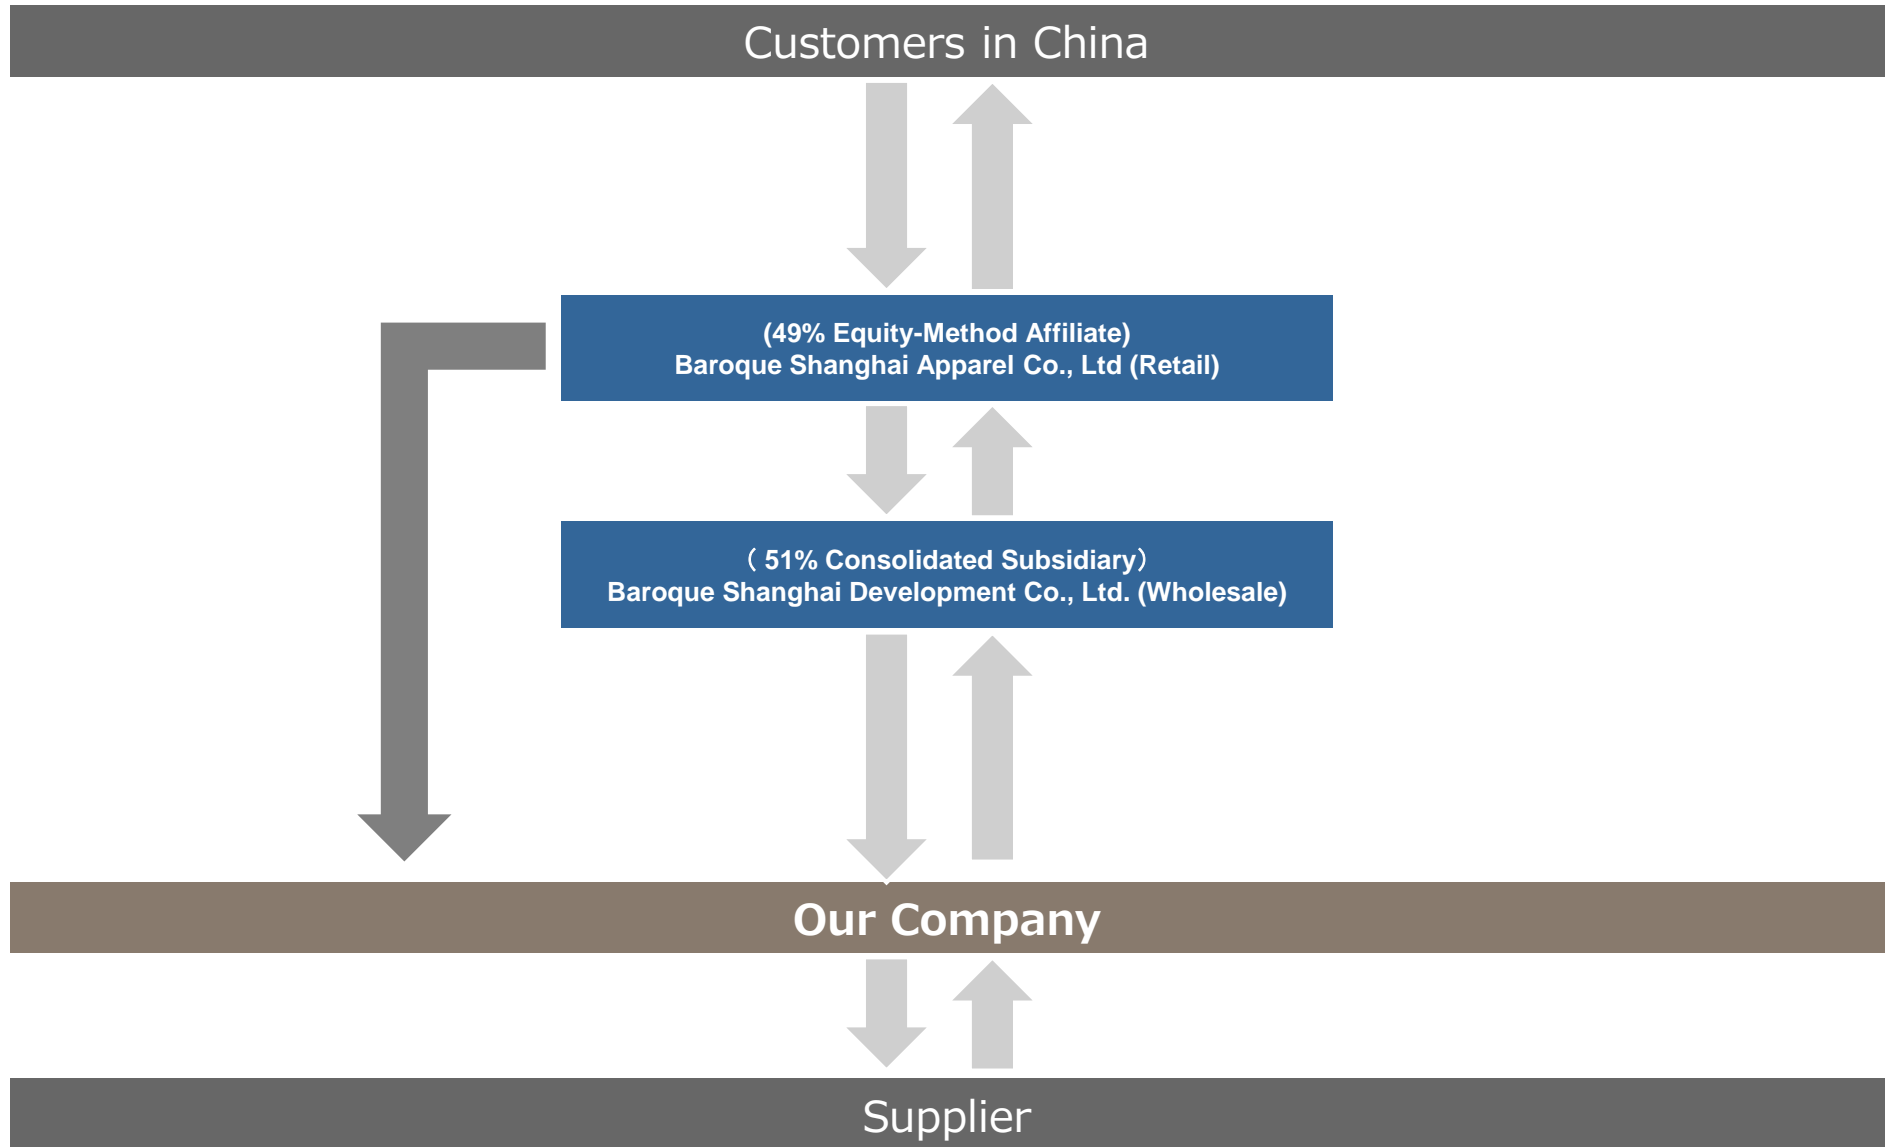 Customers in China
(49% Equity-Method Affiliate)
Baroque Shanghai Apparel Co., Ltd (Retail)
（ 51% Consolidated Subsidiary）
Baroque Shanghai Development Co., Ltd. (Wholesale)
Our Company
Supplier